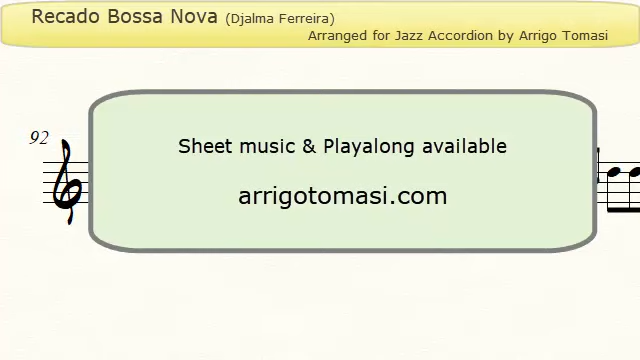 Recado Bossa Nova (Djalma Ferreira)
Arranged for Jazz Accordion by Arrigo Tomasi
92
Sheet music & Playalong available
arrigotomasi.com